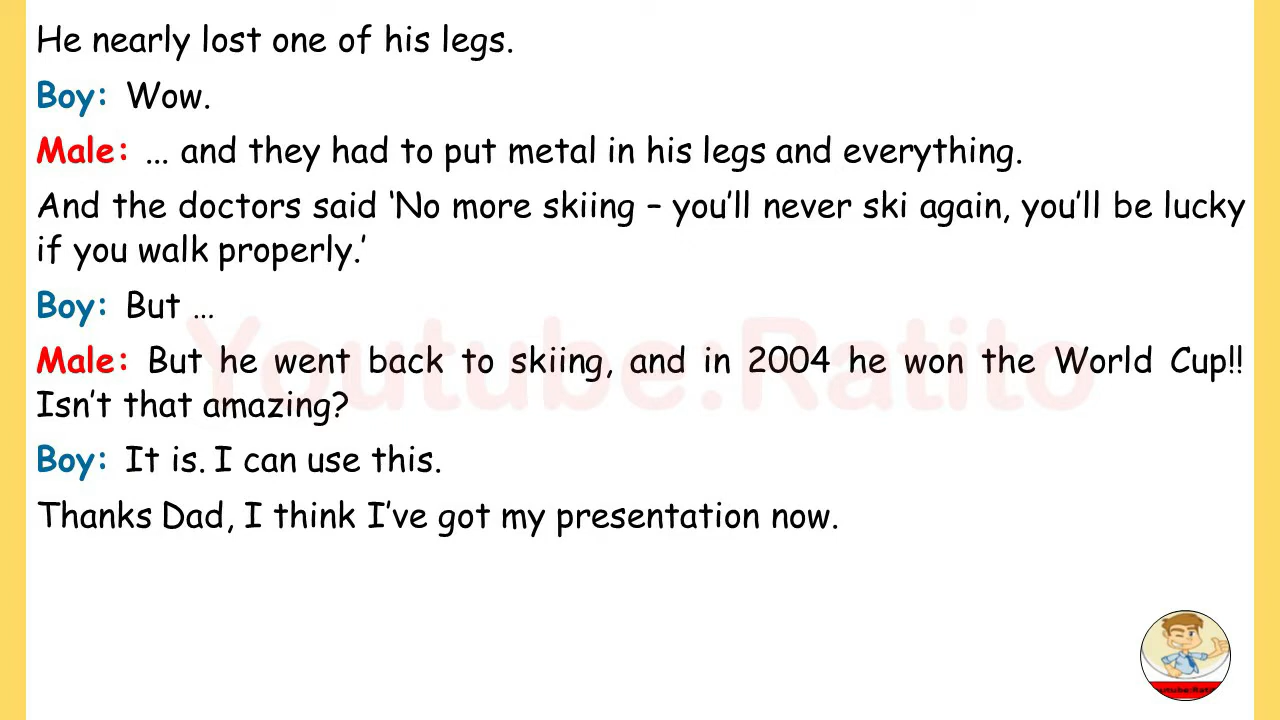 He nearly lost one of his legs.
Boy: Wow.
Male: ... and they had to put metal in his legs and everything.
And the doctors said ‘No more skiing – you’ll never ski again, you’ll be lucky
if you walk properly.’
Boy: But …
Male: But he went back to skiing, and in 2004 he won the World Cup!!
Isn’t that amazing?
Boy: It is. I can use this.
Thanks Dad, I think I’ve got my presentation now.
Youtube:Ratito